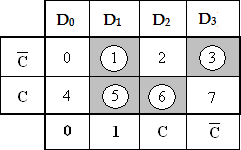 D₀ D₁ D₂ D₃
C̅ 0 1 2 3
C 4 5 6 7
0 1 C C̅